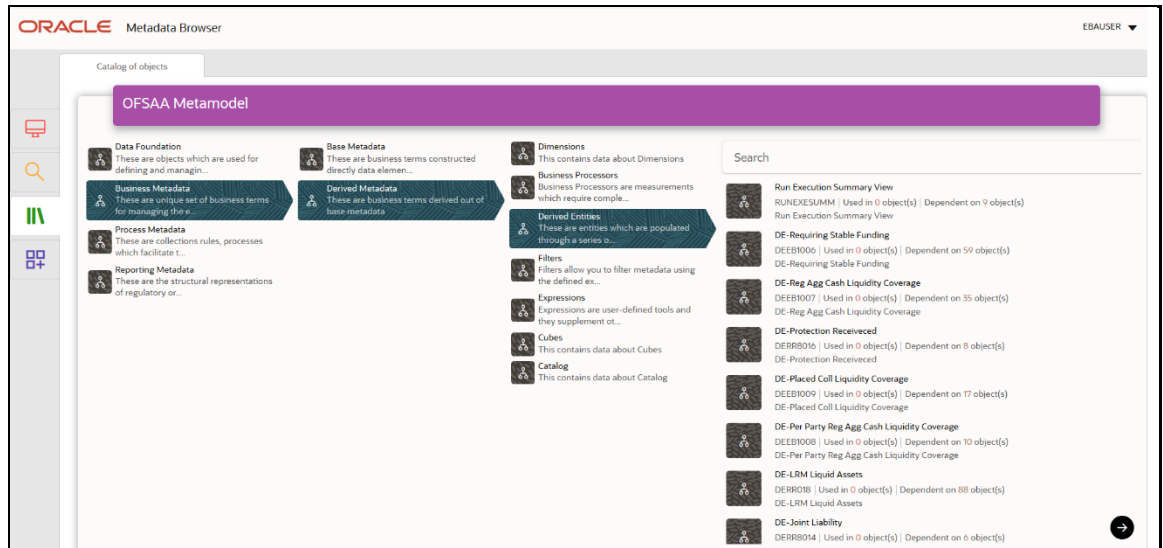 ORACLE Metadata Browser
EBAUSER
Catalog of objects
OFSAA Metamodel
Data Foundation
These are objects which are used for
defining and managin...
Business Metadata
These are unique set of business terms
for managing the e...
Process Metadata
These are collections rules, processes
which facilitate t...
Reporting Metadata
These are the structural representations
of regulatory or...
Base Metadata
These are business terms constructed
directly data elemen...
Derived Metadata
These are business terms derived out of
base metadata
Dimensions
This contains data about Dimensions
Business Processors
Business Processors are measurements
which require comple...
Derived Entities
These are entities which are populated
through a series o...
Filters
Filters allow you to filter metadata using
the defined ex...
Expressions
Expressions are user-defined tools and
they supplement ot...
Cubes
This contains data about Cubes
Catalog
This contains data about Catalog
Search
Run Execution Summary View
RUNEXESUMM | Used in 0 object(s) | Dependent on 9 object(s)
Run Execution Summary View
DE-Requiring Stable Funding
DEEB1006 | Used in 0 object(s) | Dependent on 59 object(s)
DE-Requiring Stable Funding
DE-Reg Agg Cash Liquidity Coverage
DEEB1007 | Used in 0 object(s) | Dependent on 35 object(s)
DE-Reg Agg Cash Liquidity Coverage
DE-Protection Receiveced
DERR8016 | Used in 0 object(s) | Dependent on 8 object(s)
DE-Protection Receiveced
DE-Placed Coll Liquidity Coverage
DEEB1009 | Used in 0 object(s) | Dependent on 17 object(s)
DE-Placed Coll Liquidity Coverage
DE-Per Party Reg Agg Cash Liquidity Coverage
DEEB1008 | Used in 0 object(s) | Dependent on 10 object(s)
DE-Per Party Reg Agg Cash Liquidity Coverage
DE-LRM Liquid Assets
DERR018 | Used in 0 object(s) | Dependent on 88 object(s)
DE-LRM Liquid Assets
DE-Joint Liability
DERR8014 | Used in 0 object(s) | Dependent on 6 object(s)